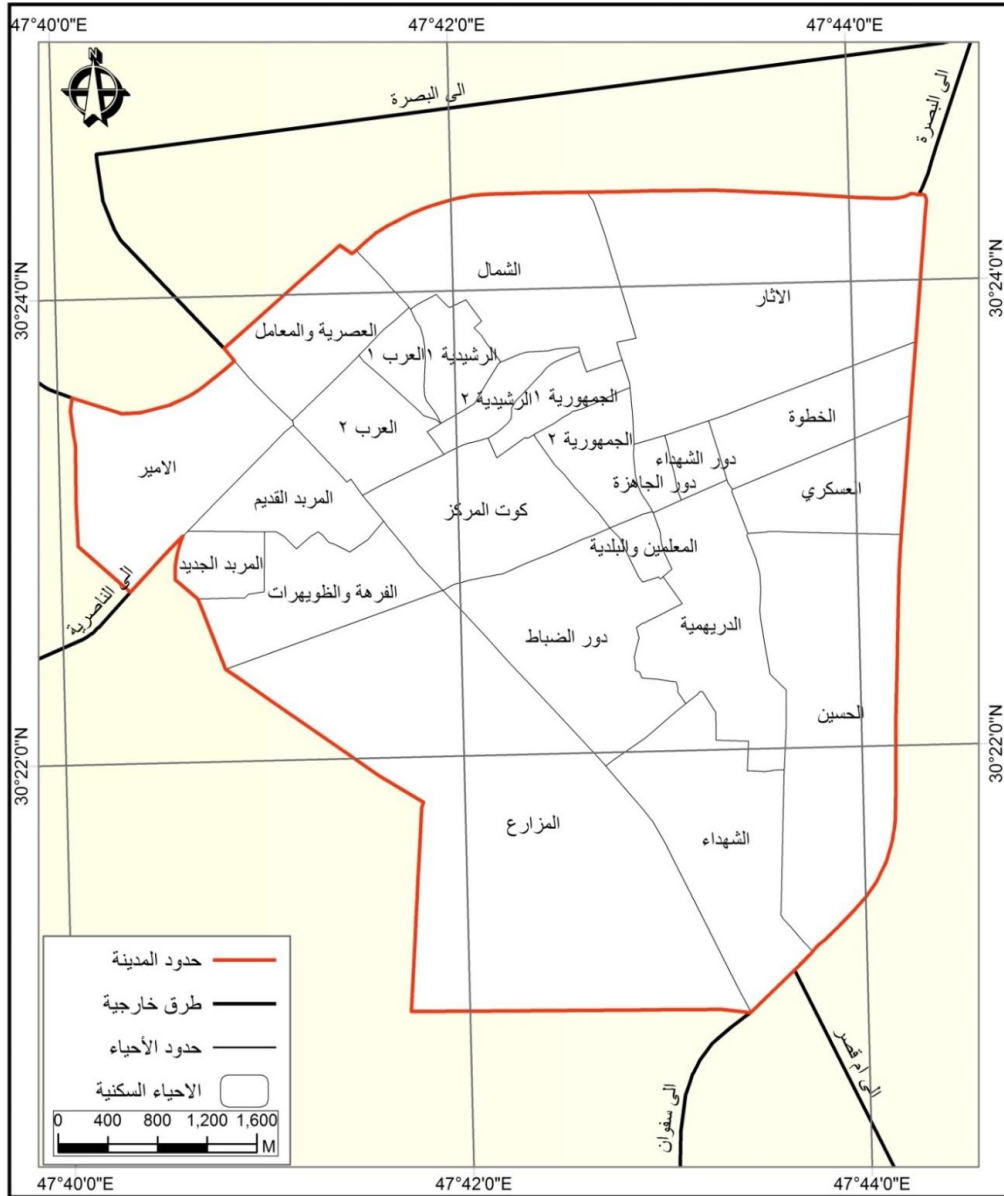 47°40'0"E
47°42'0"E
47°44'0"E
N
الى البصرة
الى البصرة
30°24'0"N
30°24'0"N
الشمال
الاثار
العصرية والمعامل
العرب ١
الرشيدية ١
الجمهورية ١
الرشيدية ٢
الخطوة
العرب ٢
الجمهورية ٢
دور الشهداء
الامير
دور الجاهزة
العسكري
المربد القديم
كوت المركز
المعلمين والبلدية
المربد الجديد
الفرهة والظويهرات
الى الناصرية
الدريهمية
دور الضباط
الحسين
30°22'0"N
30°22'0"N
المزارع
الشهداء
حدود المدينة
طرق خارجية
حدود الأحياء
الاحياء السكنية
0 400 800 1,200 1,600
M
الى سفوان
الى ام قصر
47°40'0"E
47°42'0"E
47°44'0"E